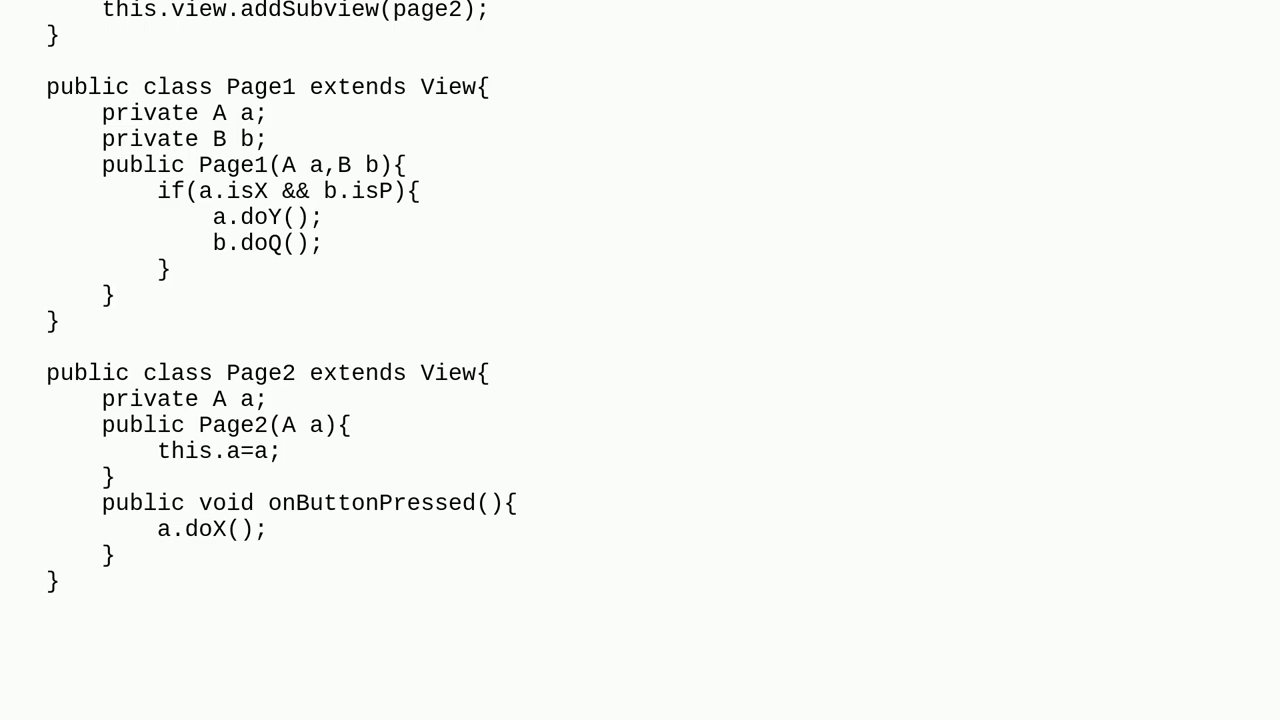 this.view.addSubview(page2);
}
public class Page1 extends View{
private A a;
private B b;
public Page1(A a,B b){
if(a.isX && b.isP){
a.doY();
b.doQ();
}
}
}
public class Page2 extends View{
private A a;
public Page2(A a){
this.a=a;
}
public void onButtonPressed(){
a.doX();
}
}